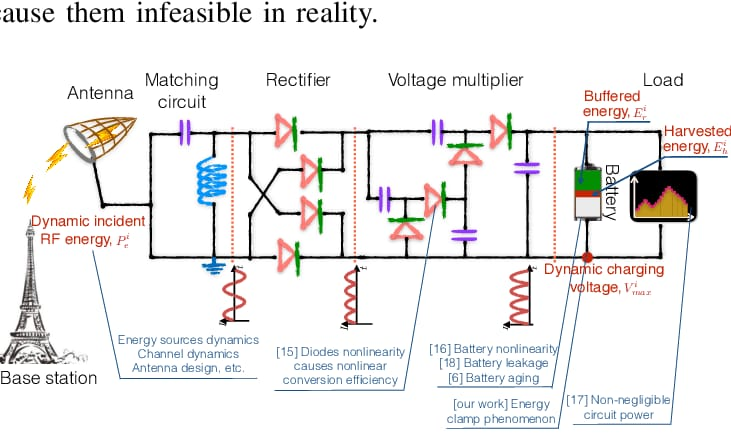 cause them infeasible in reality.
Antenna
Matching
circuit
Rectifier
Voltage multiplier
Load
Buffered
energy, E_r^i
Harvested
energy, E_h^i
Battery
Dynamic incident
RF energy, P_e^i
Dynamic charging
voltage, V_max^i
Base station
Energy sources dynamics
Channel dynamics
Antenna design, etc.
[15] Diodes nonlinearity
causes nonlinear
conversion efficiency
[16] Battery nonlinearity
[18] Battery leakage
[6] Battery aging
[our work] Energy
clamp phenomenon
[17] Non-negligible
circuit power